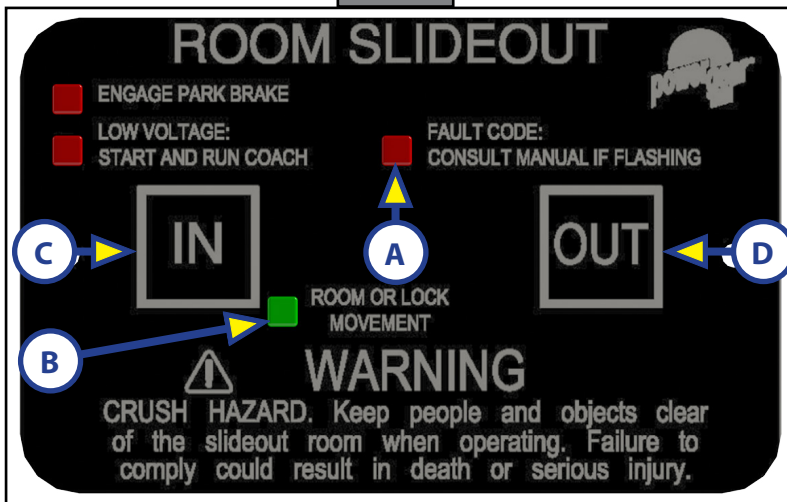 ROOM SLIDEOUT
power gear
ENGAGE PARK BRAKE
LOW VOLTAGE:
START AND RUN COACH
FAULT CODE:
CONSULT MANUAL IF FLASHING
C
IN
A
OUT
D
ROOM OR LOCK
MOVEMENT
B
WARNING
CRUSH HAZARD. Keep people and objects clear
of the slideout room when operating. Failure to
comply could result in death or serious injury.